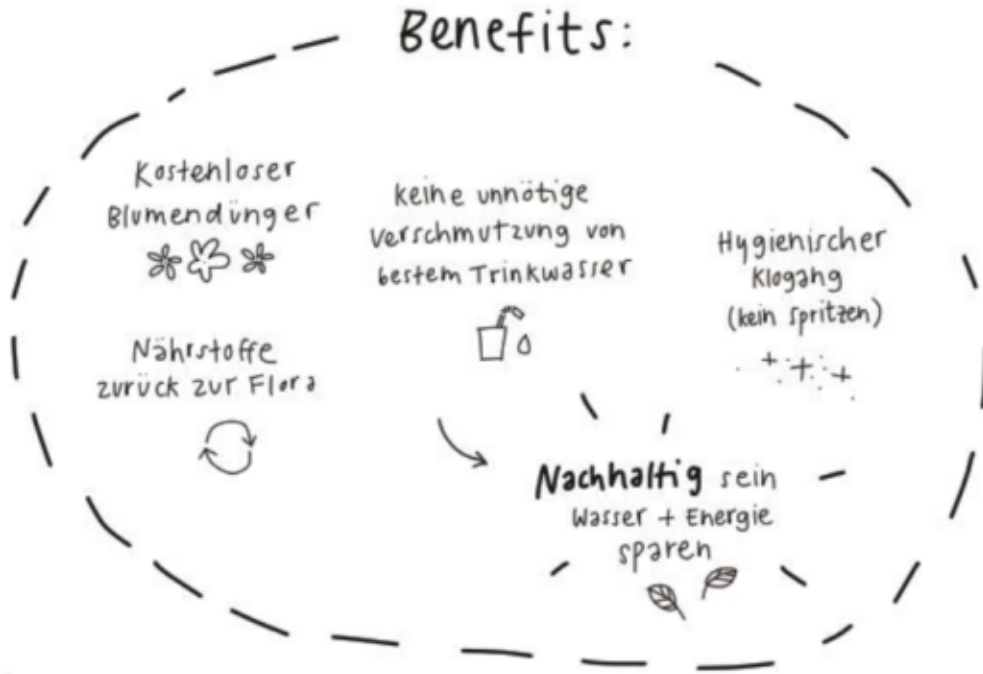 Benefits:
Kostenloser
Blumendünger
keine unnötige
Verschmutzung von
bestem Trinkwasser
Hygienischer
Klogang
(kein spritzen)
Nährstoffe
zurück zur Flora
Nachhaltig sein
Wasser + Energie
sparen